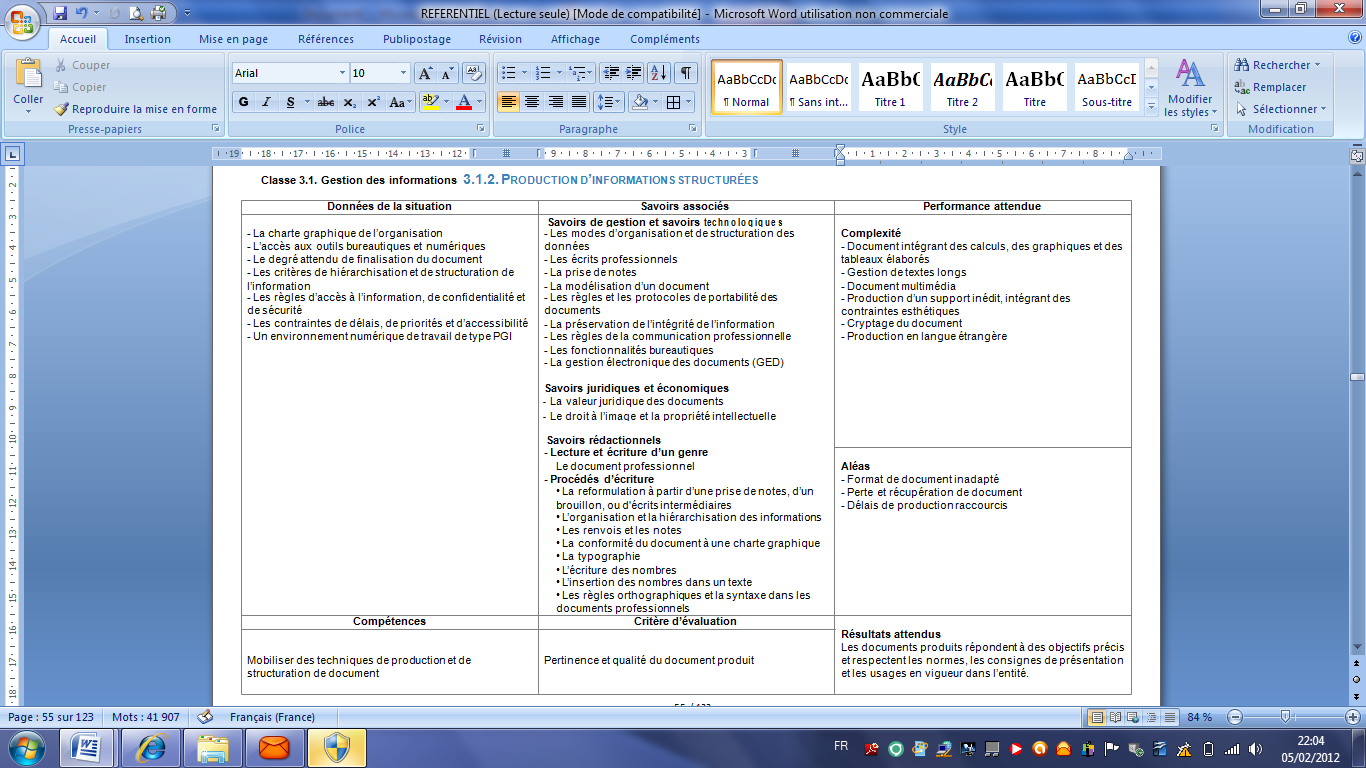 REFERENTIEL (Lecture seule) [Mode de compatibilité] - Microsoft Word utilisation non commerciale
Accueil Insertion Mise en page Références Publipostage Révision Affichage Compléments
Coller
Couper
Copier
Reproduire la mise en forme
Presse-papiers
Arial 10
G I S abc x₂ x² Aa
Police
Paragraphe
AaBbCcDc AaBbCcDc AaBbC AaBbCc AaBbC AaBbCcI
¶ Normal ¶ Sans int... Titre 1 Titre 2 Titre Sous-titre
Modifier
les styles
Style
Rechercher
Remplacer
Sélectionner
Modification
Classe 3.1. Gestion des informations 3.1.2. PRODUCTION D'INFORMATIONS STRUCTURÉES
Données de la situation
- La charte graphique de l'organisation
- L'accès aux outils bureautiques et numériques
- Le degré attendu de finalisation du document
- Les critères de hiérarchisation et de structuration de
l'information
- Les règles d'accès à l'information, de confidentialité et
de sécurité
- Les contraintes de délais, de priorités et d'accessibilité
- Un environnement numérique de travail de type PGI
Savoirs associés
Savoirs de gestion et savoirs technologiques
- Les modes d'organisation et de structuration des
données
- Les écrits professionnels
- La prise de notes
- La modélisation d'un document
- Les règles et les protocoles de portabilité des
documents
- La préservation de l'intégrité de l'information
- Les règles de la communication professionnelle
- Les fonctionnalités bureautiques
- La gestion électronique des documents (GED)
Savoirs juridiques et économiques
- La valeur juridique des documents
- Le droit à l'image et la propriété intellectuelle
Savoirs rédactionnels
- Lecture et écriture d'un genre
Le document professionnel
- Procédés d'écriture
• La reformulation à partir d'une prise de notes, d'un
brouillon, ou d'écrits intermédiaires
• L'organisation et la hiérarchisation des informations
• Les renvois et les notes
• La conformité du document à une charte graphique
• La typographie
• L'écriture des nombres
• L'insertion des nombres dans un texte
• Les règles orthographiques et la syntaxe dans les
documents professionnels
Performance attendue
Complexité
- Document intégrant des calculs, des graphiques et des
tableaux élaborés
- Gestion de textes longs
- Document multimédia
- Production d'un support inédit, intégrant des
contraintes esthétiques
- Cryptage du document
- Production en langue étrangère
Aléas
- Format de document inadapté
- Perte et récupération de document
- Délais de production raccourcis
Compétences
Mobiliser des techniques de production et de
structuration de document
Critère d'évaluation
Pertinence et qualité du document produit
Résultats attendus
Les documents produits répondent à des objectifs précis
et respectent les normes, les consignes de présentation
et les usages en vigueur dans l'entité.
Page : 55 sur 123 Mots : 41 907 Français (France) 84 %
FR
22:04
05/02/2012